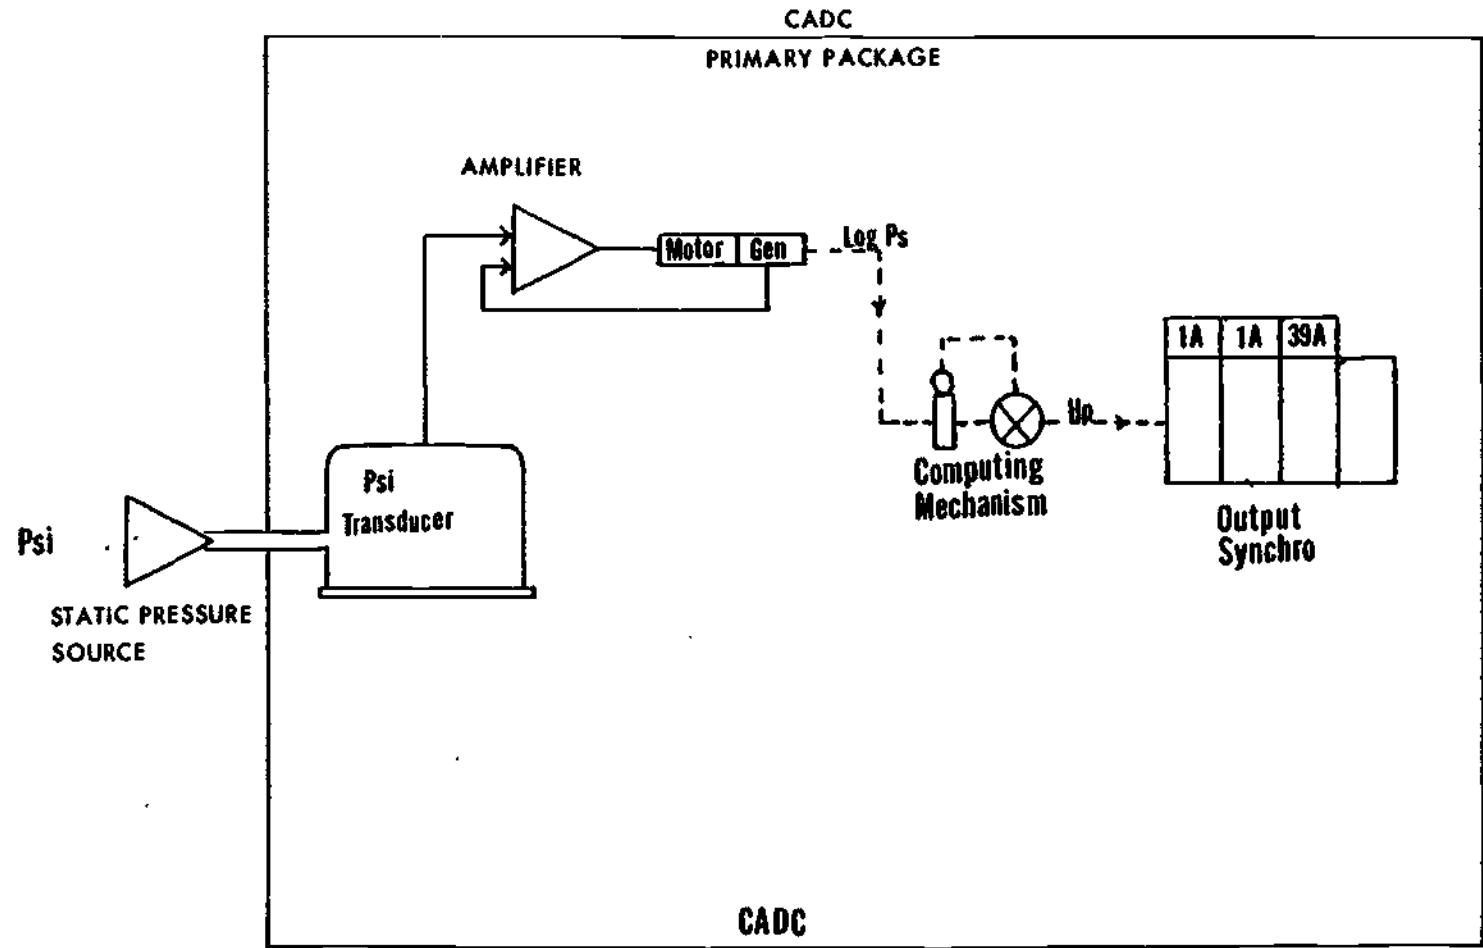 CADC
PRIMARY PACKAGE
AMPLIFIER
Motor Gen
Log Ps
1A 1A 39A
Hp
Computing
Mechanism
Output
Synchro
Psi
Transducer
Psi
STATIC PRESSURE
SOURCE
CADC